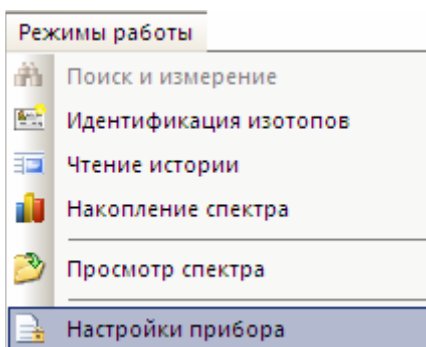 Режимы работы
Поиск и измерение
Идентификация изотопов
Чтение истории
Накопление спектра
Просмотр спектра
Настройки прибора